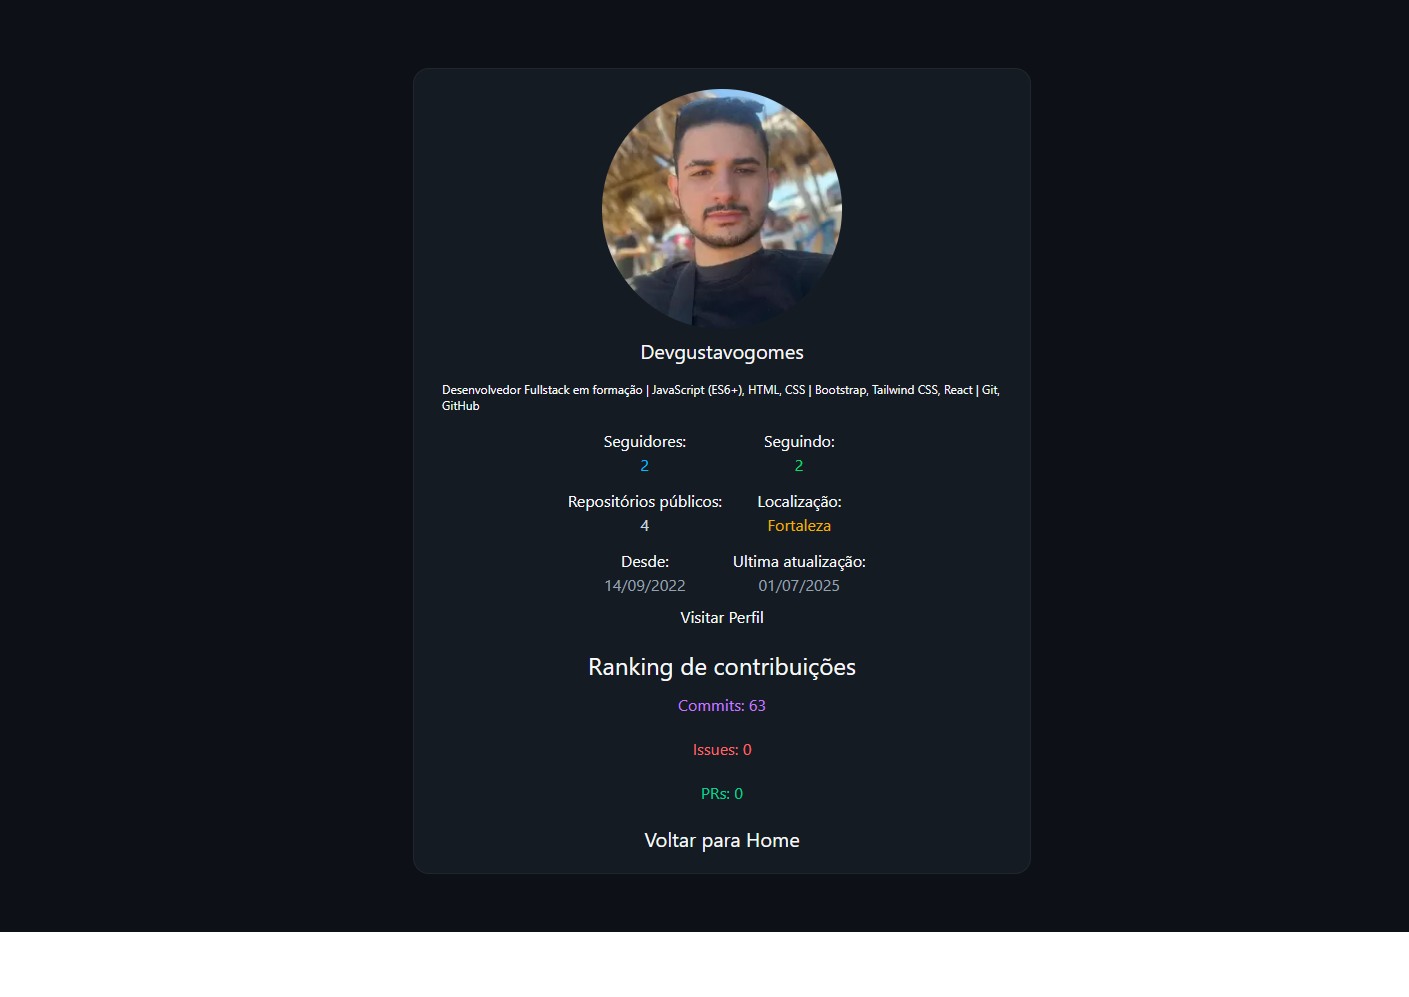 Devgustavogomes
Desenvolvedor Fullstack em formação | JavaScript (ES6+), HTML, CSS | Bootstrap, Tailwind CSS, React | Git,
GitHub
Seguidores: Seguindo:
2 2
Repositórios públicos: Localização:
4 Fortaleza
Desde: Ultima atualização:
14/09/2022 01/07/2025
Visitar Perfil
Ranking de contribuições
Commits: 63
Issues: 0
PRs: 0
Voltar para Home